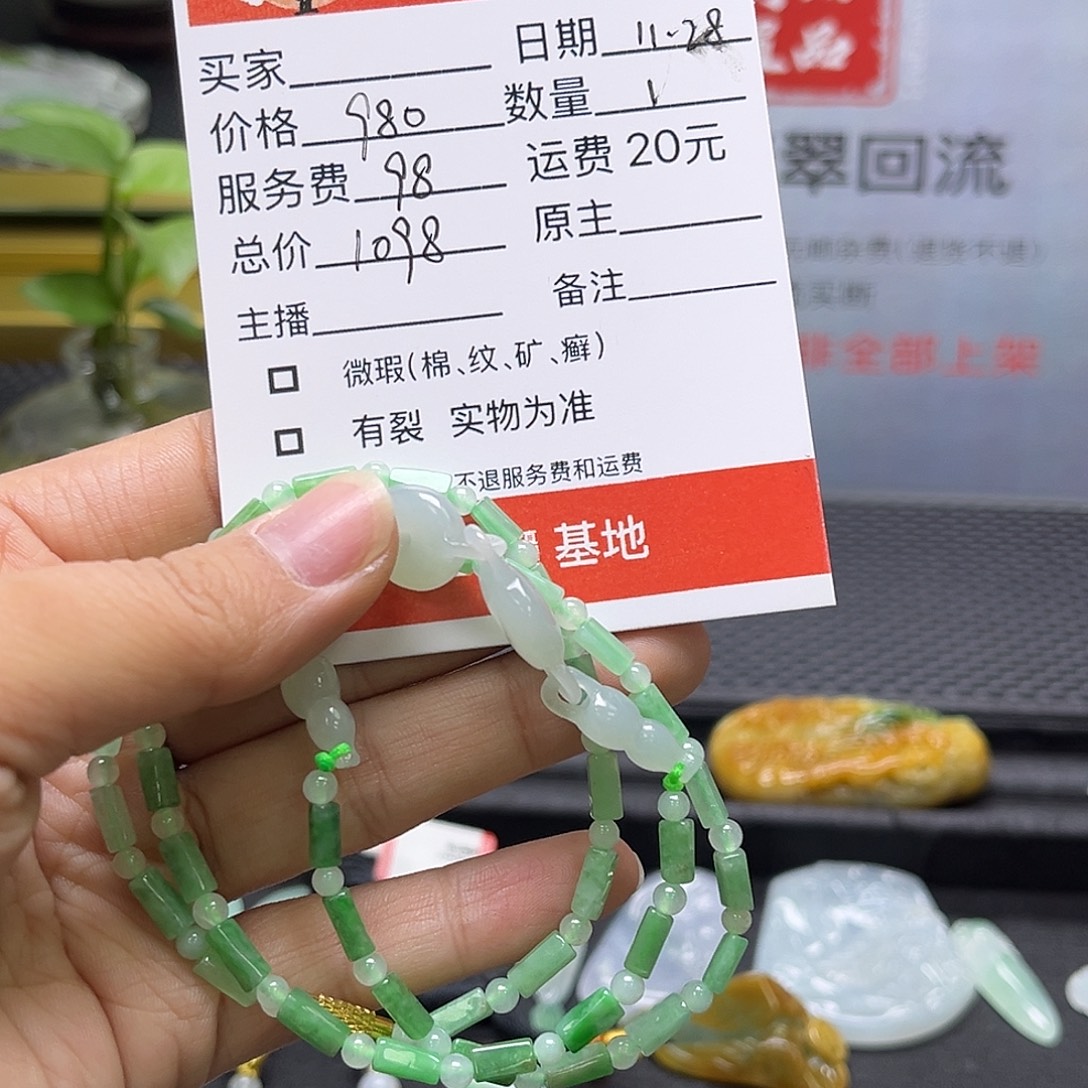 买家 日期 11-28
价格 980 数量 1
服务费 98 运费 20元
总价 1098 原主
主播 备注
微瑕(棉、纹、矿、癣)
有裂 实物为准
不退服务费和运费
基地
品
翠回流
全部上架